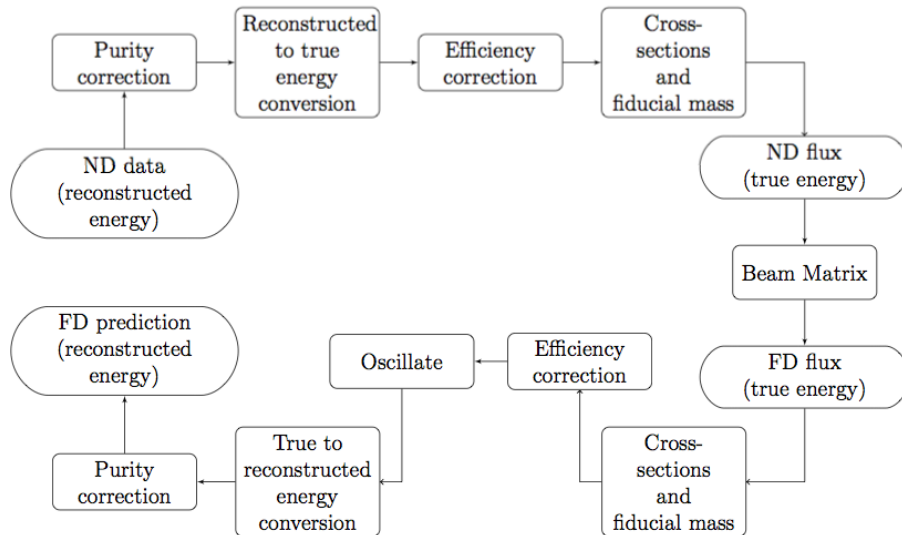 Purity
correction
Reconstructed
to true
energy
conversion
Efficiency
correction
Cross-
sections
and
fiducial mass
ND data
(reconstructed
energy)
ND flux
(true energy)
Beam Matrix
FD prediction
(reconstructed
energy)
Oscillate
Efficiency
correction
FD flux
(true energy)
Purity
correction
True to
reconstructed
energy
conversion
Cross-
sections
and
fiducial mass